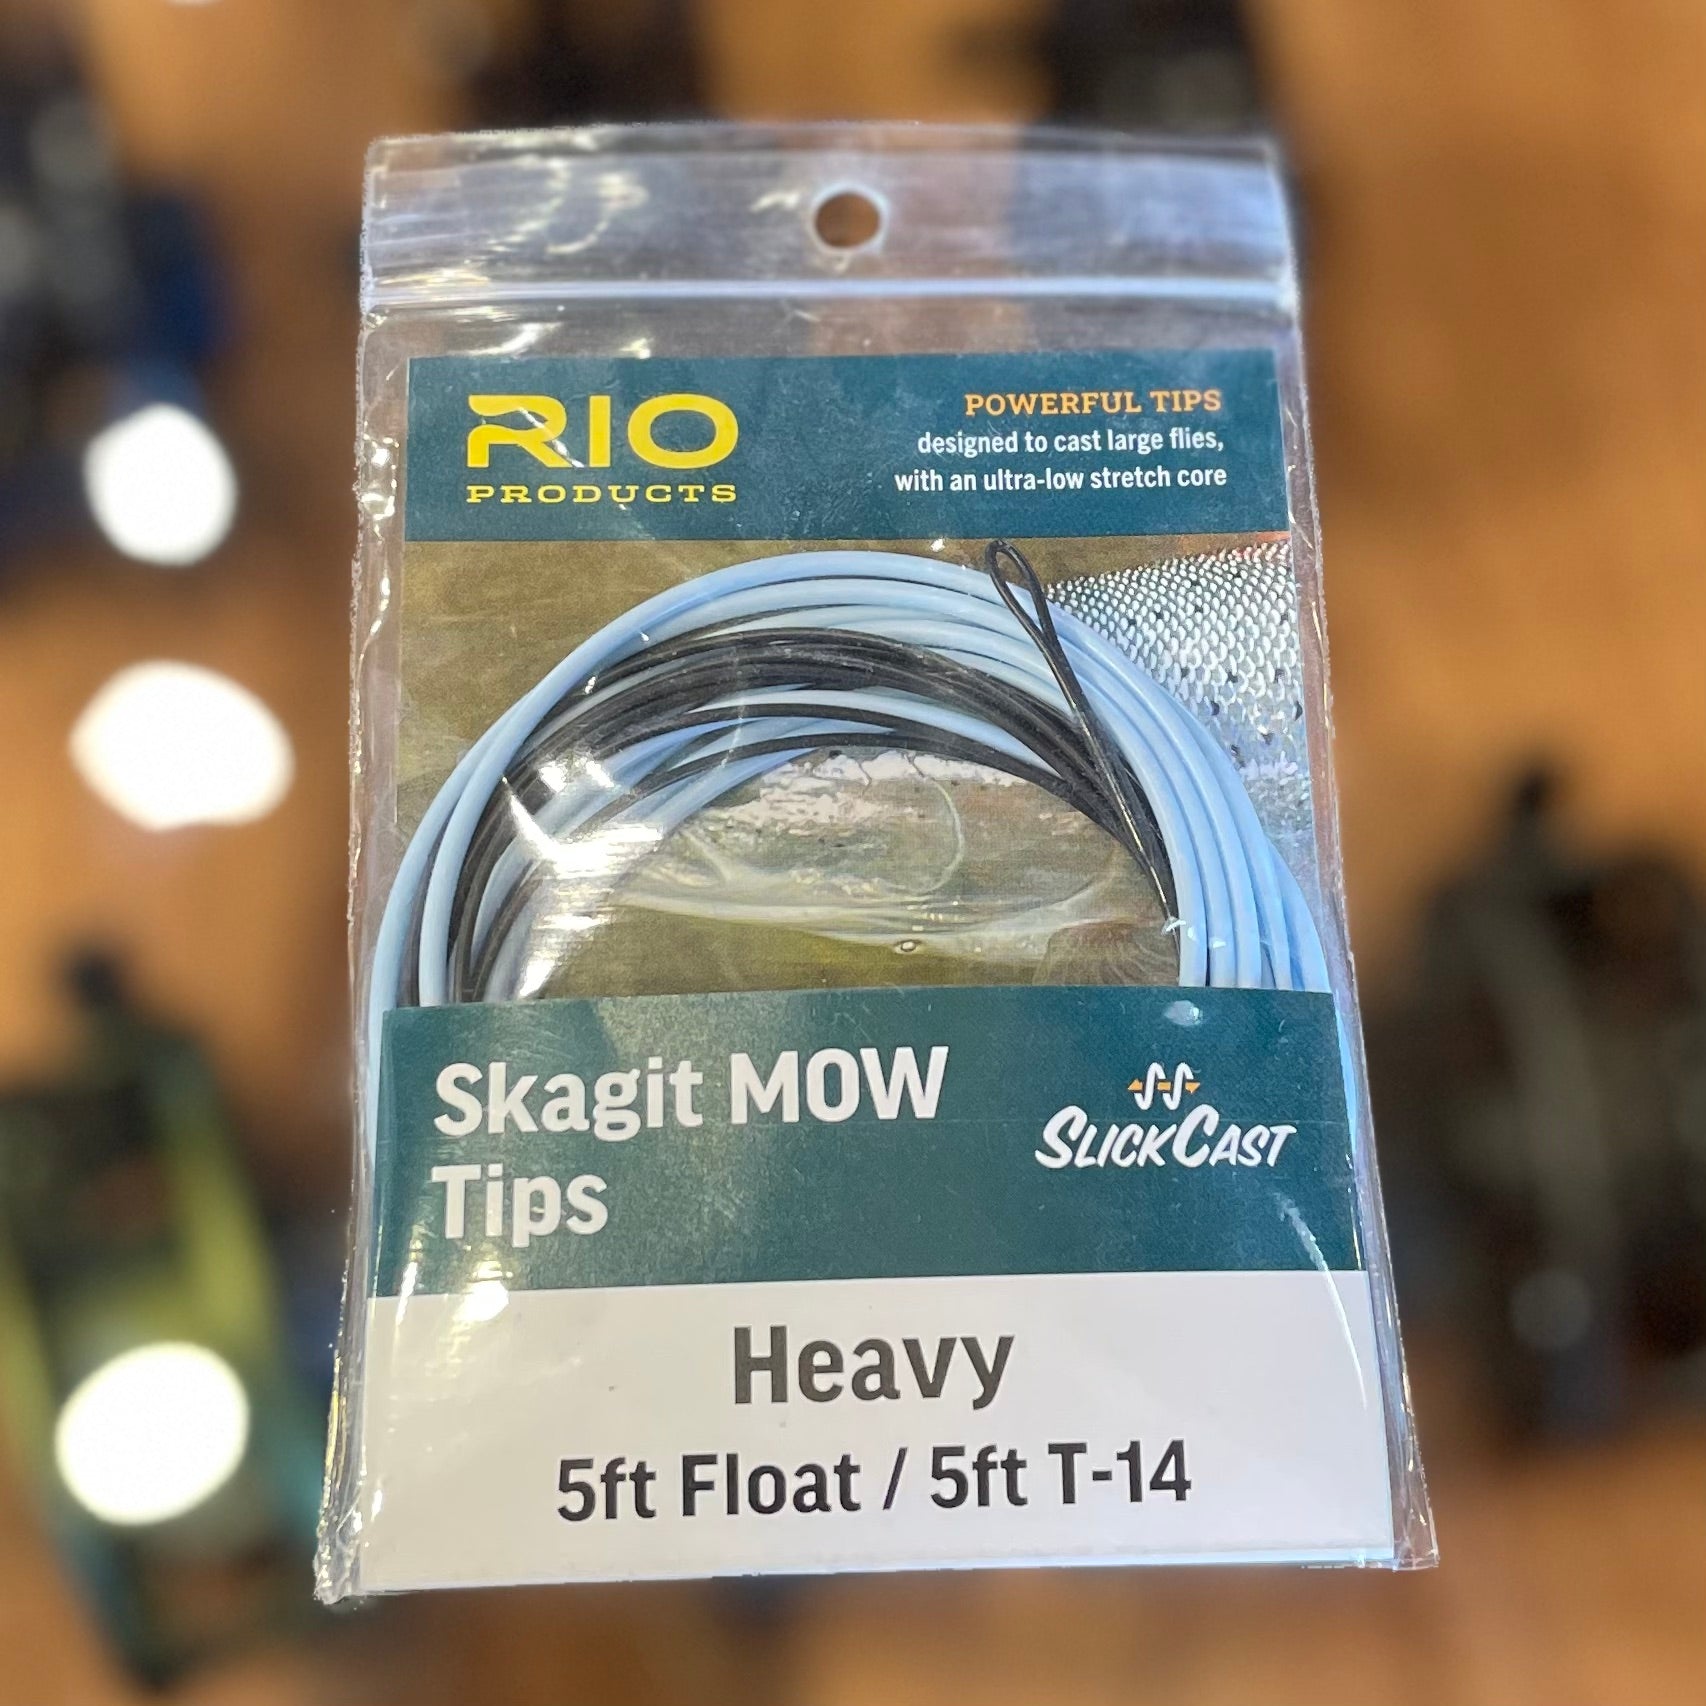 RIO
PRODUCTS
POWERFUL TIPS
designed to cast large flies,
with an ultra-low stretch core
Skagit MOW
Tips
SLICKCAST
Heavy
5ft Float / 5ft T-14